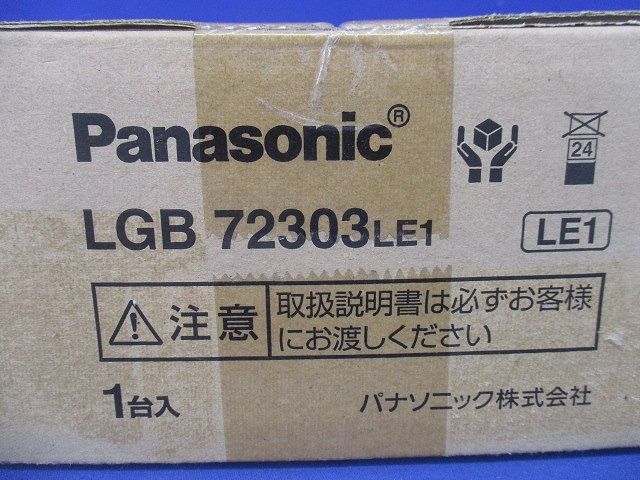 Panasonic®
24
LGB 72303LE1
LE1
注意
取扱説明書は必ずお客様
にお渡しください
1台入
パナソニック株式会社